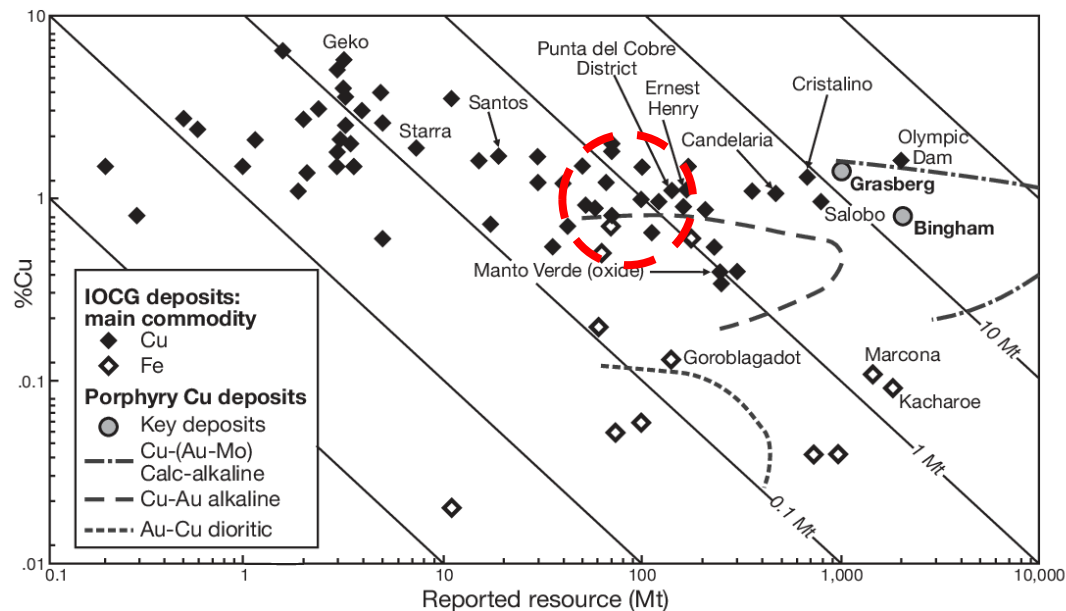 10
Geko
Punta del Cobre
District
Cristalino
Ernest
Henry
Santos
Starra
Candelaria
Olympic
Dam
Grasberg
1
Salobo
Bingham
%Cu
Manto Verde (oxide)
IOCG deposits:
main commodity
Cu
Fe
10 Mt
Goroblagadot
Marcona
.1
Kacharoe
Porphyry Cu deposits
Key deposits
Cu-(Au-Mo)
Calc-alkaline
1 Mt
Cu-Au alkaline
0.1 Mt
Au-Cu dioritic
.01
0.1 1 10 100 1,000 10,000
Reported resource (Mt)